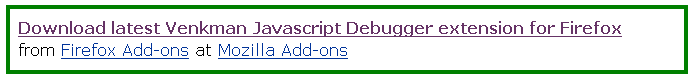 Download latest Venkman Javascript Debugger extension for Firefox
from Firefox Add-ons at Mozilla Add-ons